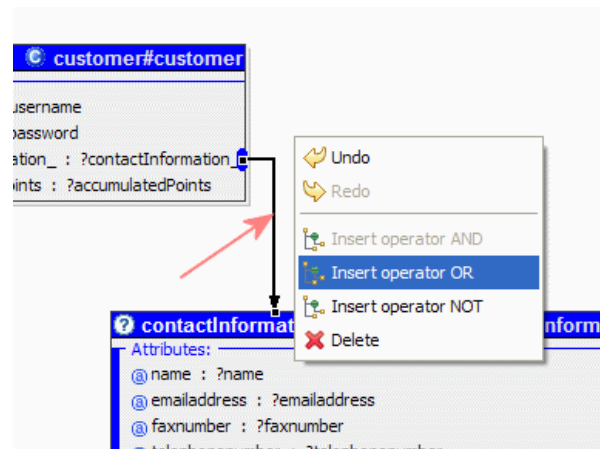 © customer#customer
username
password
ation_ : ?contactInformation_
ints : ?accumulatedPoints
Undo
Redo
Insert operator AND
Insert operator OR
Insert operator NOT
Delete
? contactInformat nform
Attributes:
@ name : ?name
@ emailaddress : ?emailaddress
@ faxnumber : ?faxnumber